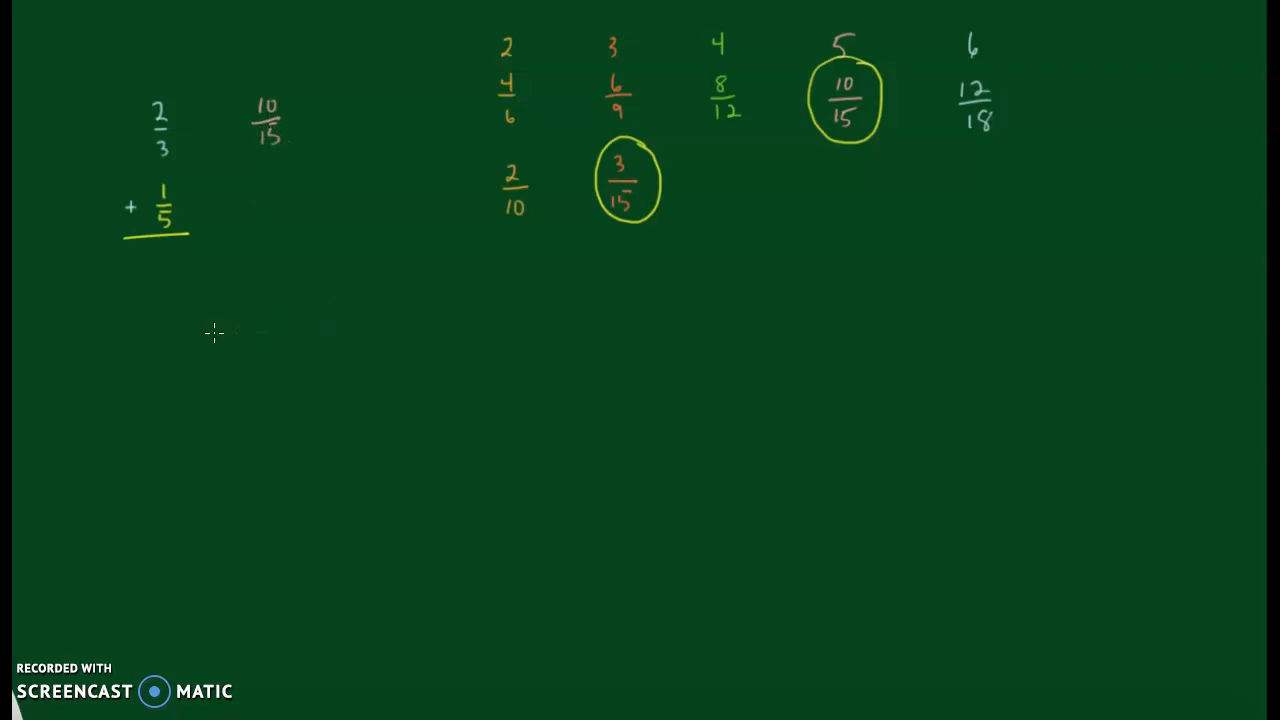 2 3 4 5 6
2/3 10/15 4/6 6/9 8/12 10/15 12/18
+ 1/5 2/10 3/15
RECORDED WITH
SCREENCAST MATIC